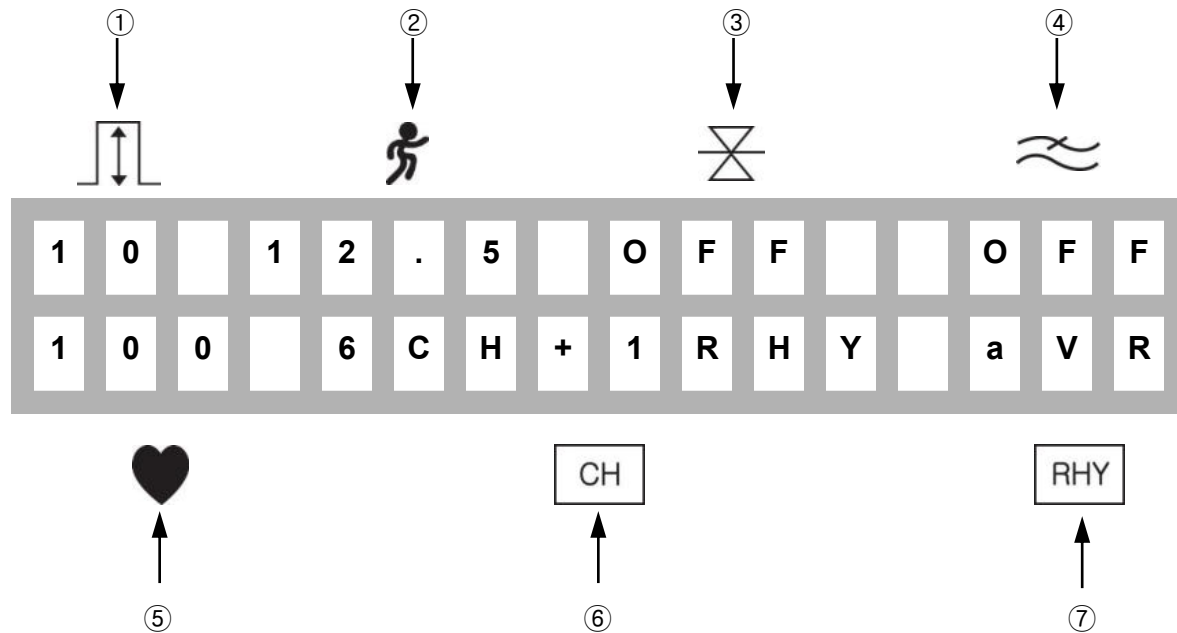 ① ② ③ ④
10 12.5 OFF OFF
100 6CH+1RHY aVR
CH RHY
⑤ ⑥ ⑦